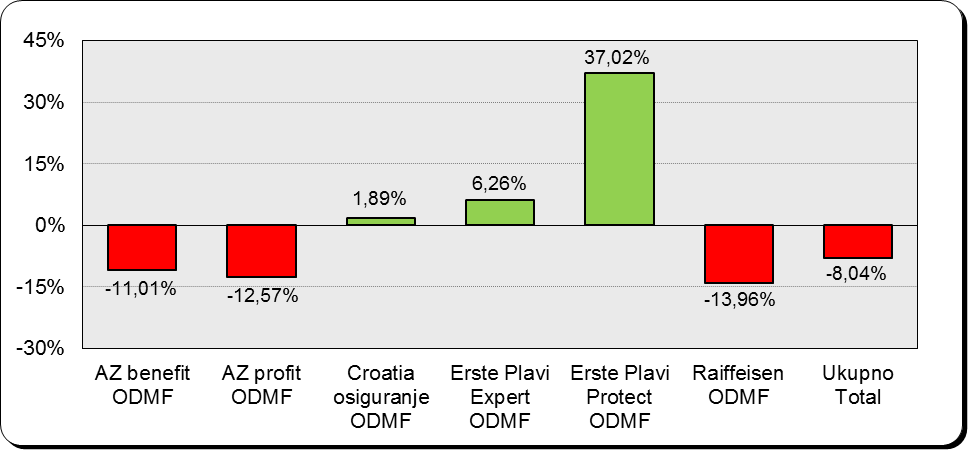 45%
30%
15%
0%
-15%
-30%
-11,01%
-12,57%
1,89%
6,26%
37,02%
-13,96%
-8,04%
AZ benefit
ODMF
AZ profit
ODMF
Croatia
osiguranje
ODMF
Erste Plavi
Expert
ODMF
Erste Plavi
Protect
ODMF
Raiffeisen
ODMF
Ukupno
Total